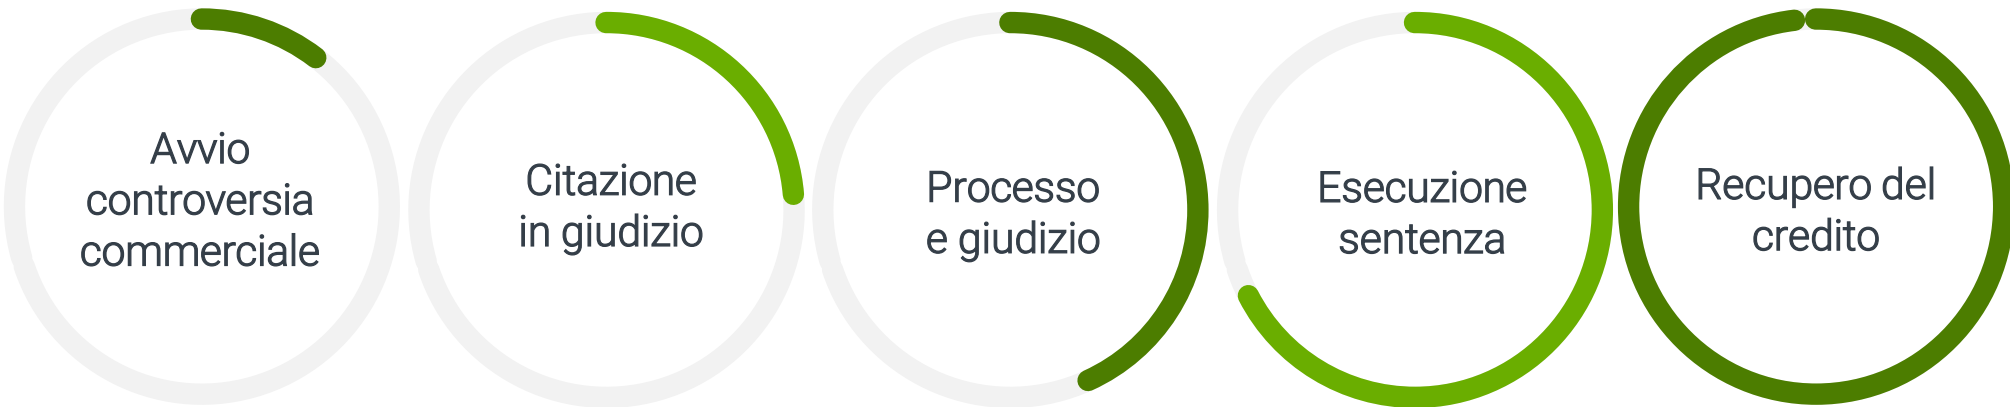 Avvio
controversia
commerciale
Citazione
in giudizio
Processo
e giudizio
Esecuzione
sentenza
Recupero del
credito